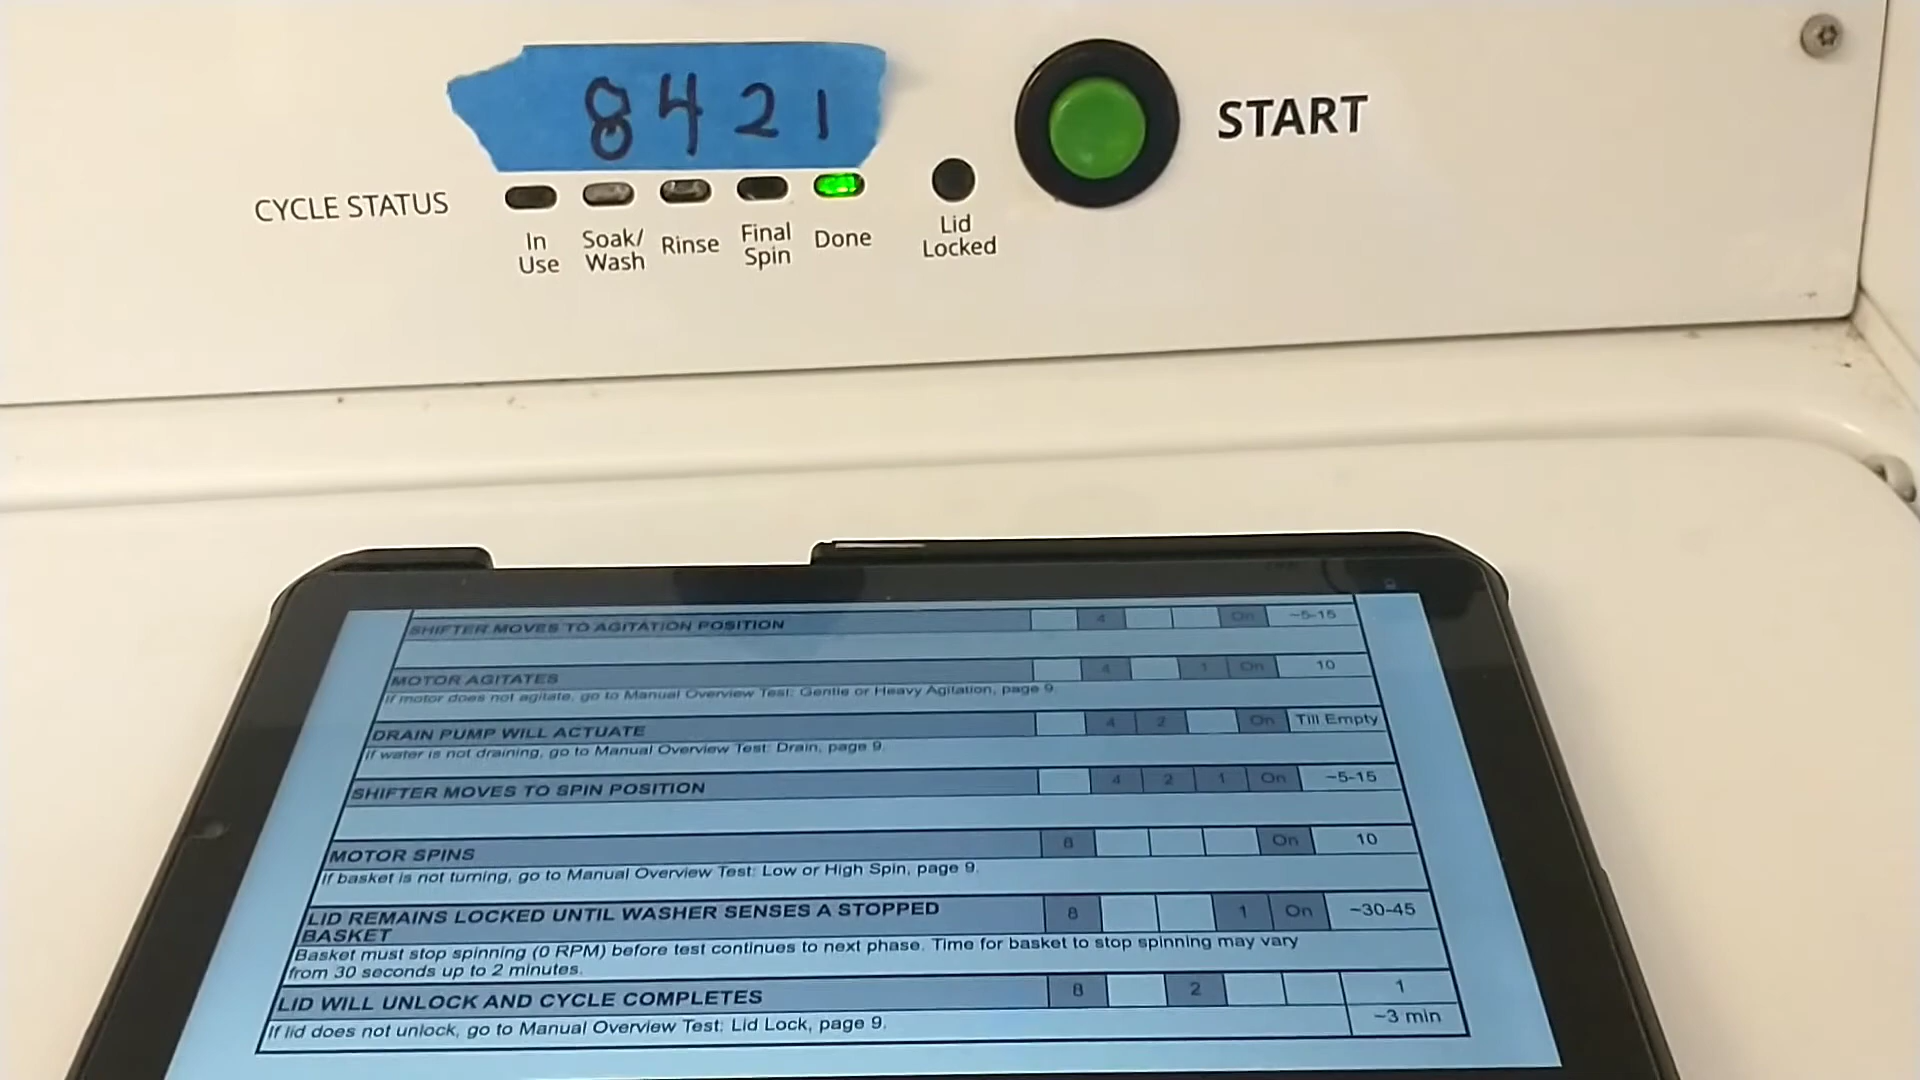 8421
START
CYCLE STATUS
In Use
Soak/ Wash
Rinse
Final Spin
Done
Lid Locked
SHIFTER MOVES TO AGITATION POSITION 4 On ~5-15
MOTOR AGITATES 4 1 On 10
If motor does not agitate, go to Manual Overview Test: Gentle or Heavy Agitation, page 9.
DRAIN PUMP WILL ACTUATE 4 2 On Till Empty
If water is not draining, go to Manual Overview Test: Drain, page 9.
SHIFTER MOVES TO SPIN POSITION 4 2 1 On ~5-15
MOTOR SPINS 8 On 10
If basket is not turning, go to Manual Overview Test: Low or High Spin, page 9.
LID REMAINS LOCKED UNTIL WASHER SENSES A STOPPED
BASKET 8 1 On ~30-45
Basket must stop spinning (0 RPM) before test continues to next phase. Time for basket to stop spinning may vary
from 30 seconds up to 2 minutes.
LID WILL UNLOCK AND CYCLE COMPLETES 8 2 1
If lid does not unlock, go to Manual Overview Test: Lid Lock, page 9. ~3 min